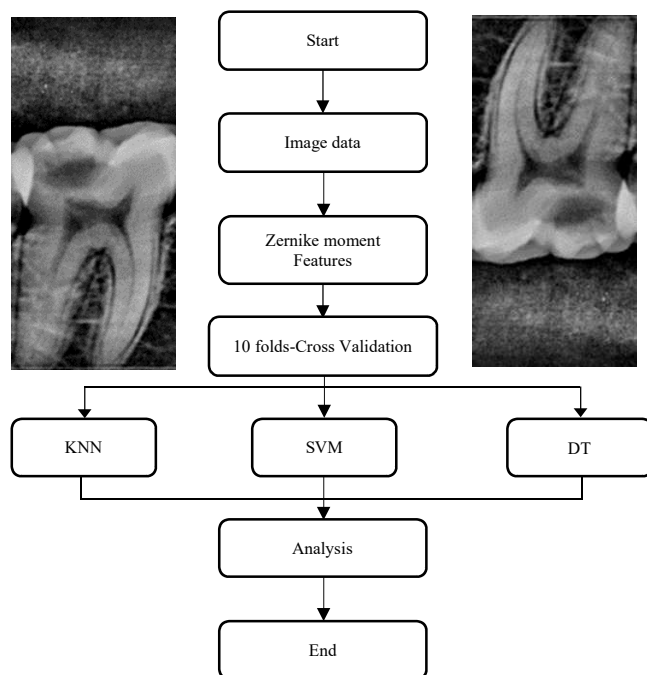 Start
Image data
Zernike moment
Features
10 folds-Cross Validation
KNN
SVM
DT
Analysis
End